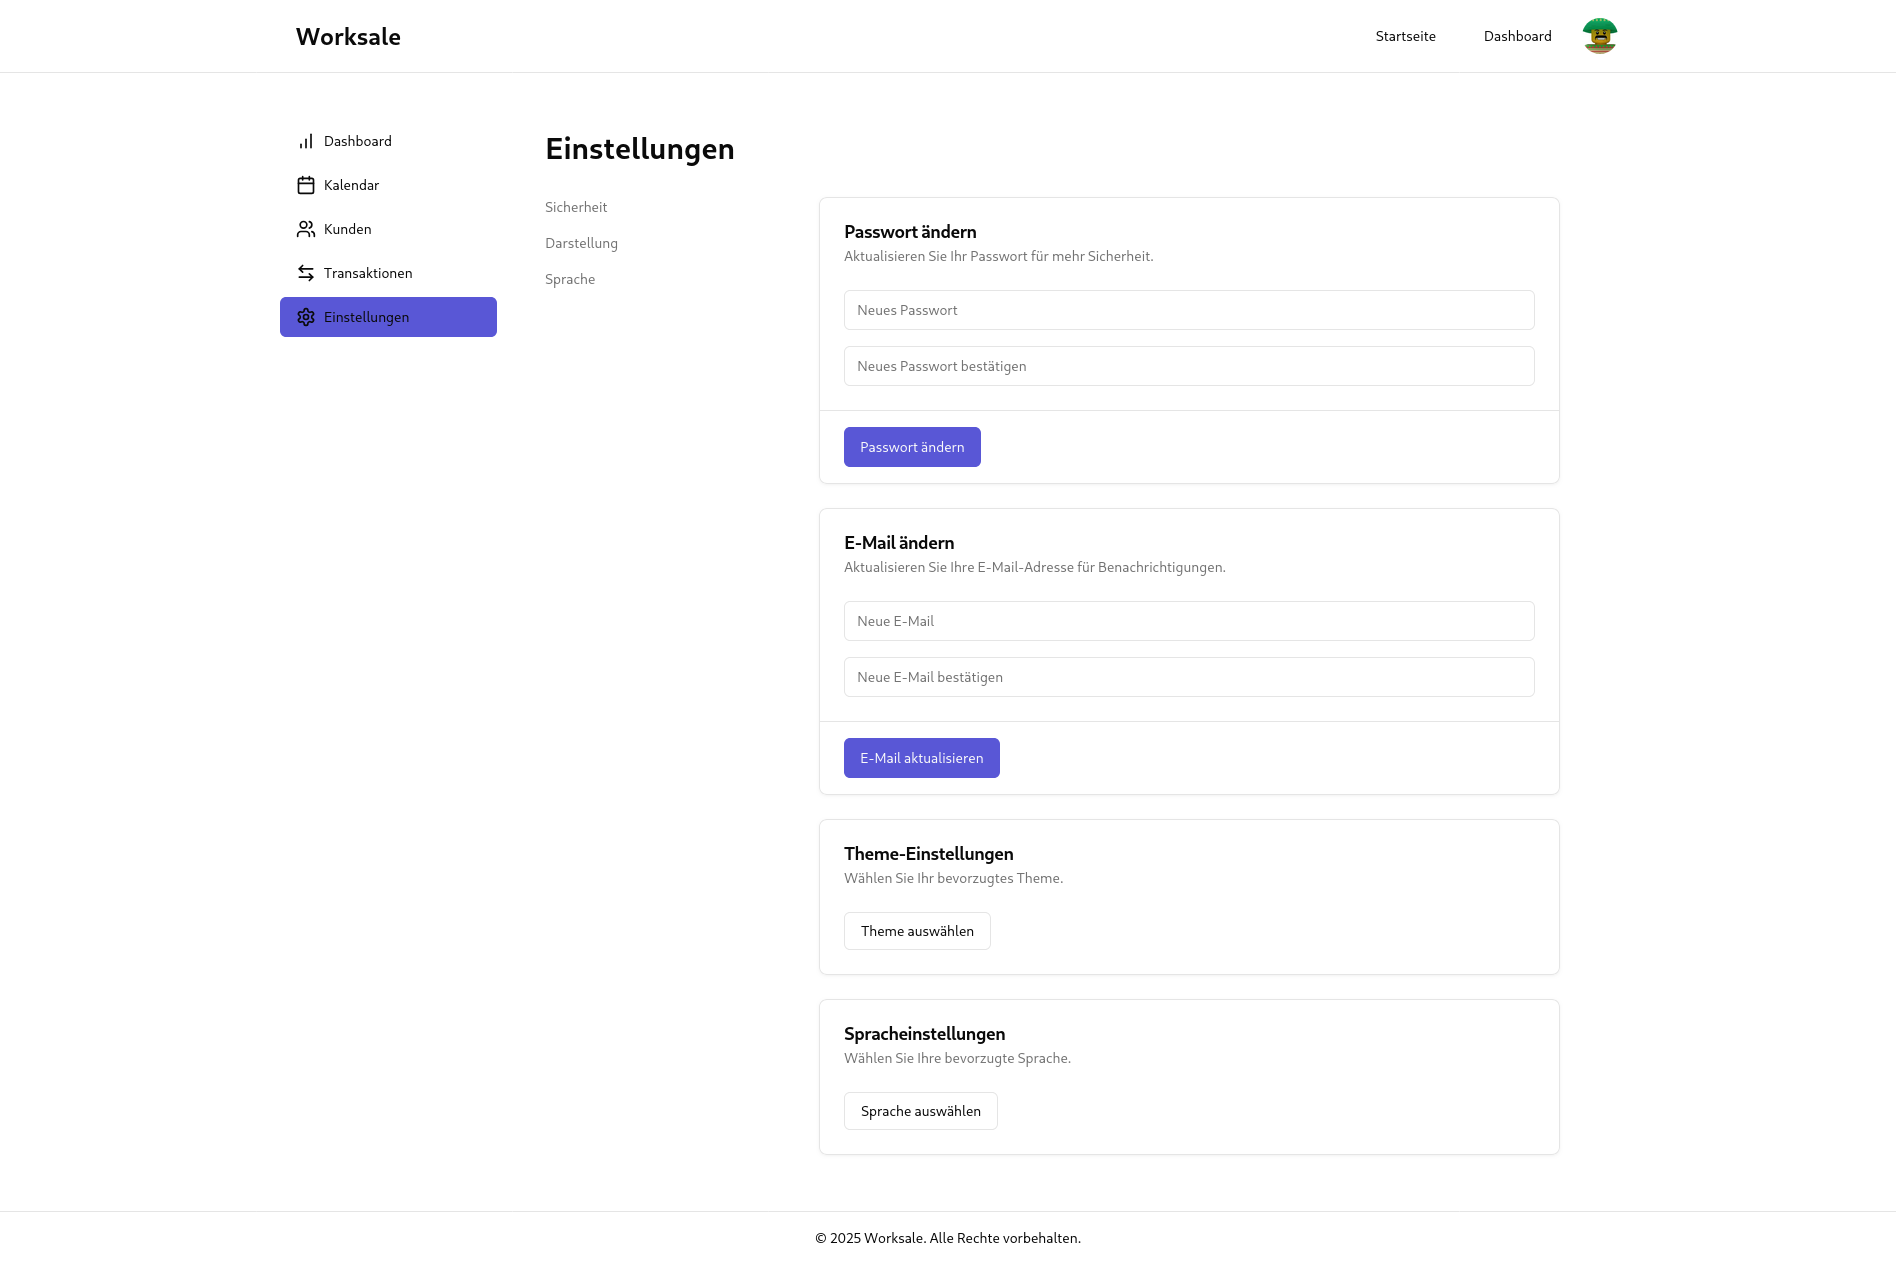 Worksale
Startseite
Dashboard
Dashboard
Kalendar
Kunden
Transaktionen
Einstellungen
Einstellungen
Sicherheit
Darstellung
Sprache
Passwort ändern
Aktualisieren Sie Ihr Passwort für mehr Sicherheit.
Neues Passwort
Neues Passwort bestätigen
Passwort ändern
E-Mail ändern
Aktualisieren Sie Ihre E-Mail-Adresse für Benachrichtigungen.
Neue E-Mail
Neue E-Mail bestätigen
E-Mail aktualisieren
Theme-Einstellungen
Wählen Sie Ihr bevorzugtes Theme.
Theme auswählen
Spracheinstellungen
Wählen Sie Ihre bevorzugte Sprache.
Sprache auswählen
© 2025 Worksale. Alle Rechte vorbehalten.